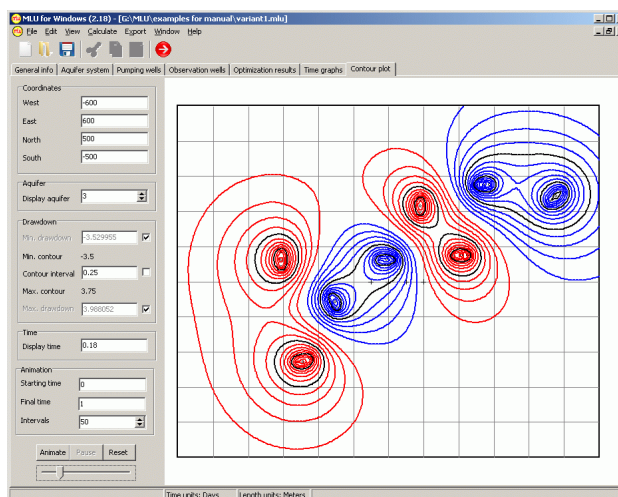 MLU for Windows (2.18) - [G:\MLU\examples for manual\variant1.mlu]
File Edit View Calculate Export Window Help
General info Aquifer system Pumping wells Observation wells Optimization results Time graphs Contour plot
Coordinates
West -600
East 600
North 500
South -500
Aquifer
Display aquifer 3
Drawdown
Min. drawdown -3.529955
Min. contour -3.5
Contour interval 0.25
Max. contour 3.75
Max. drawdown 3.988052
Time
Display time 0.18
Animation
Starting time 0
Final time 1
Intervals 50
Animate Pause Reset
Time units: Days Length units: Meters